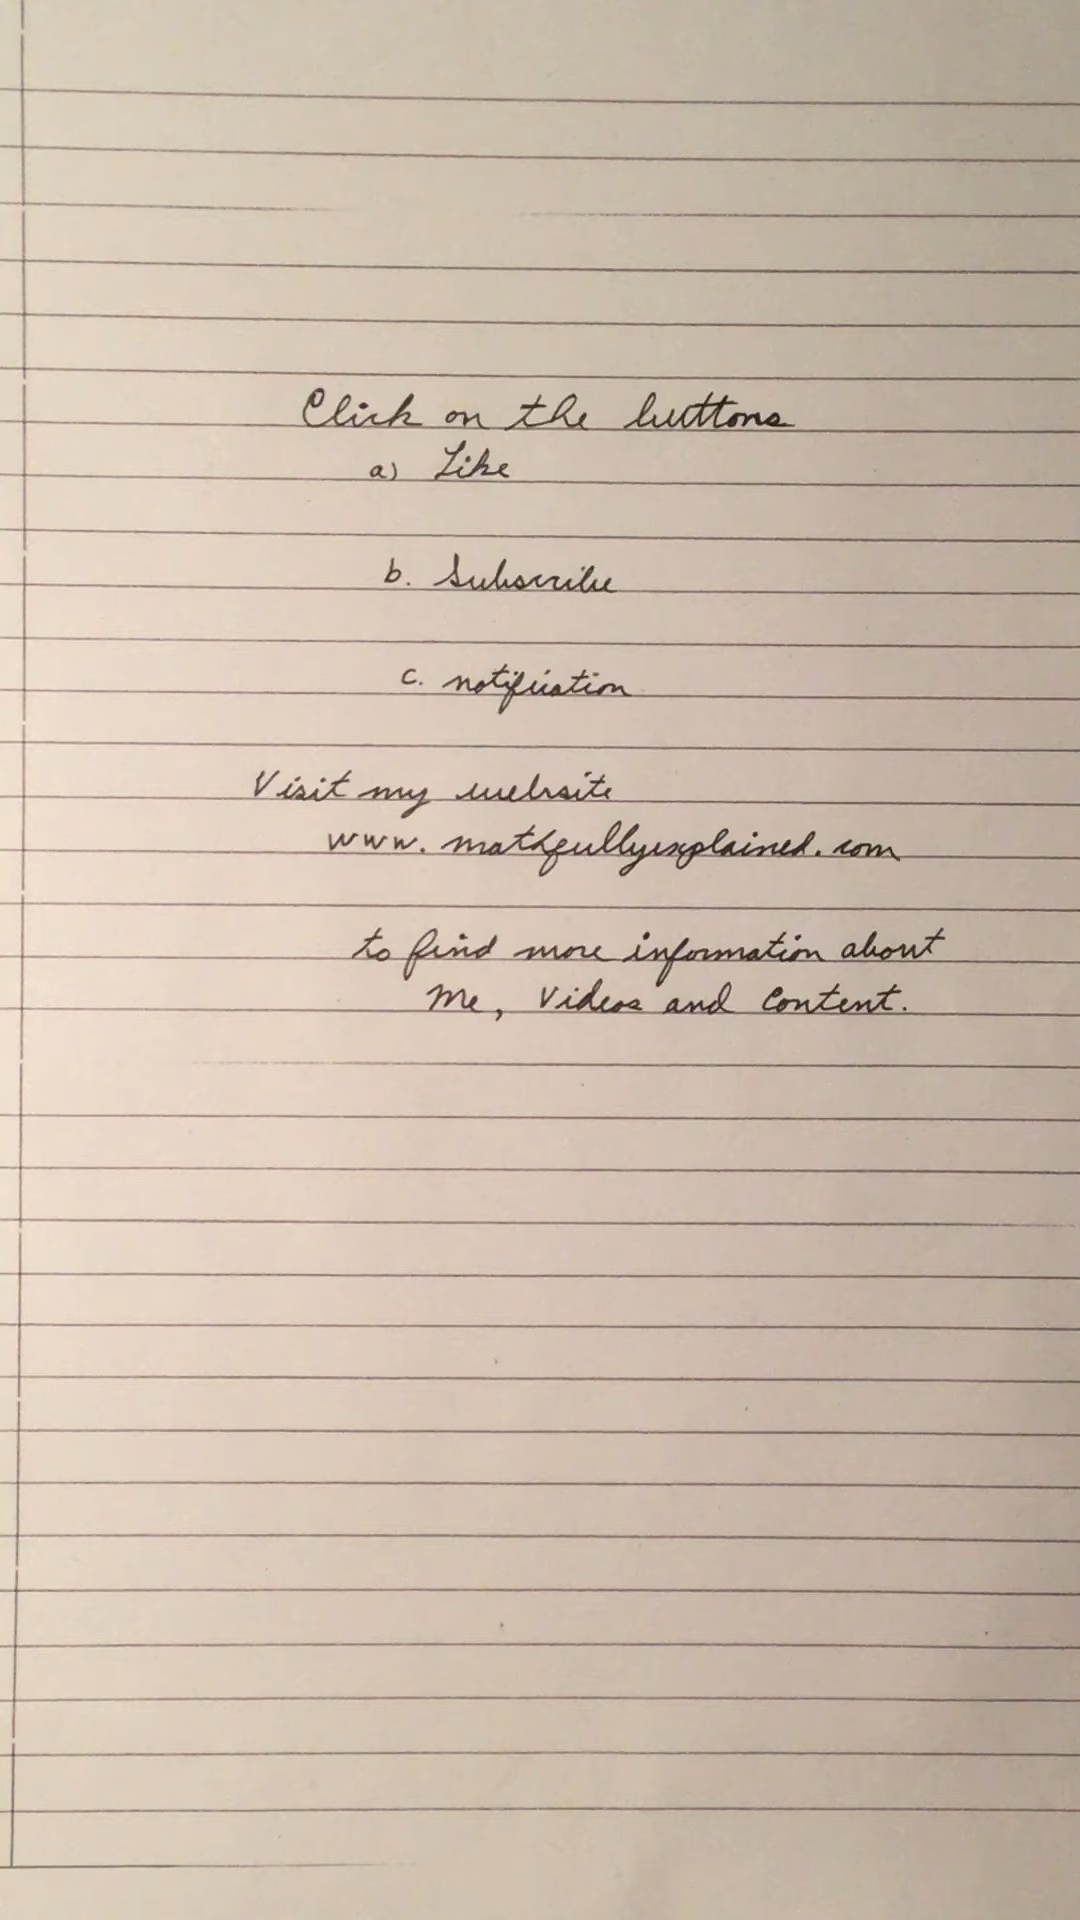 Click on the buttons
a) Like
b. Subscribe
c. notification
Visit my website
www.mathfullyexplained.com
to find more information about
Me, Videos and Content.